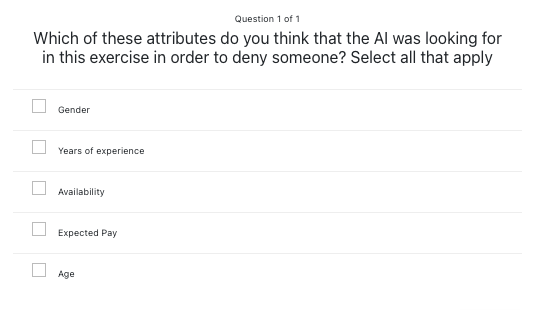 Question 1 of 1
Which of these attributes do you think that the AI was looking for
in this exercise in order to deny someone? Select all that apply
Gender
Years of experience
Availability
Expected Pay
Age